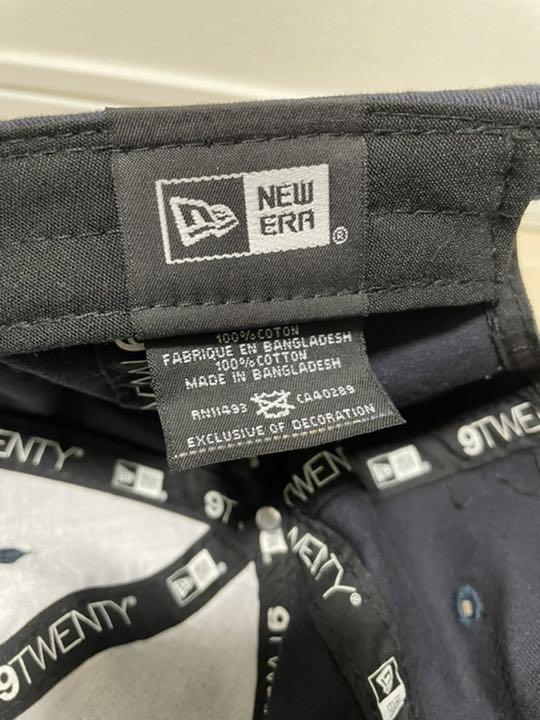 NEW
ERA
®
100% COTON
FABRIQUE EN BANGLADESH
100% COTTON
MADE IN BANGLADESH
RN11493 CA40289
EXCLUSIVE OF DECORATION
9TWENTY
9TWENTY
9TWENTY